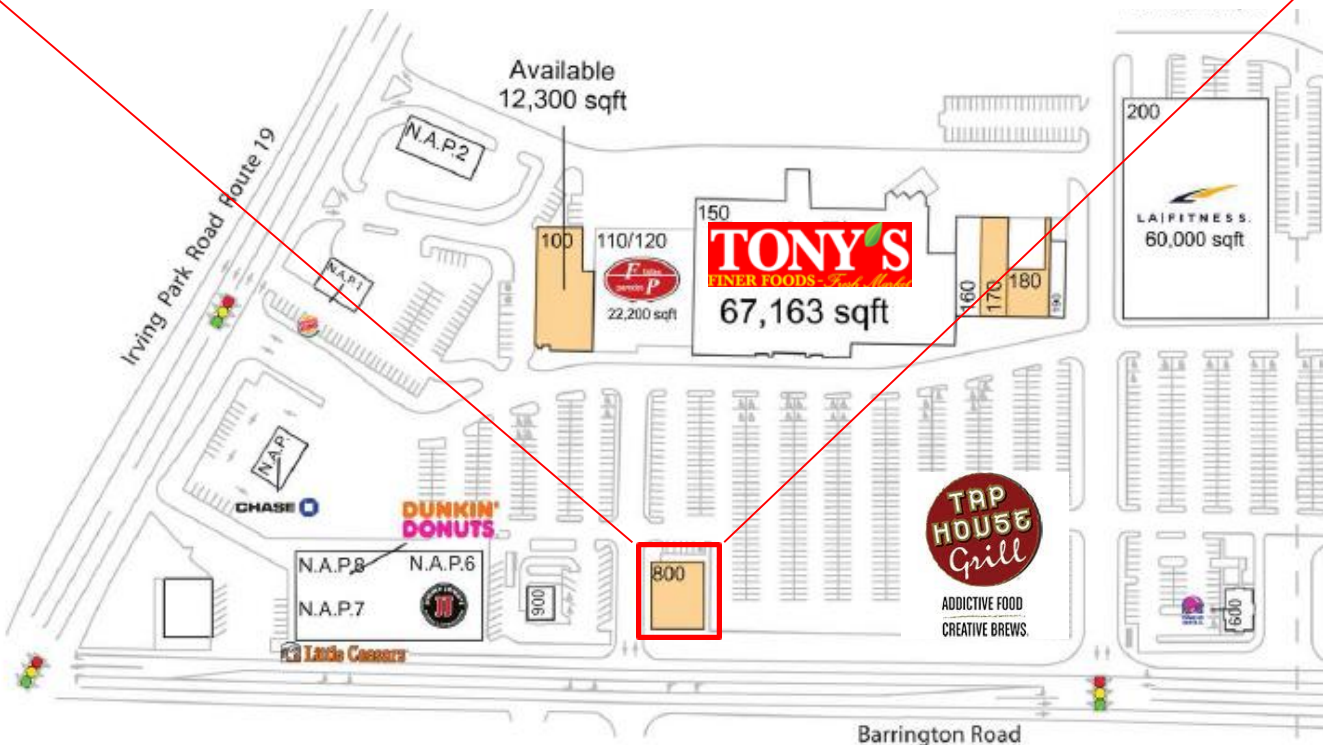 Available
12,300 sqft
Irving Park Road Route 19
N.A.P.2
N.A.P.1
100
110/120
22,200 sqft
150
TONY'S
FINER FOODS - Fresh Market
67,163 sqft
160
170
180
190
200
LA|FITNESS.
60,000 sqft
N.A.P.
CHASE
DUNKIN'
DONUTS
N.A.P.8
N.A.P.6
N.A.P.7
Little Caesars
900
800
TAP
HOUSE
Grill
ADDICTIVE FOOD
CREATIVE BREWS.
600
Barrington Road